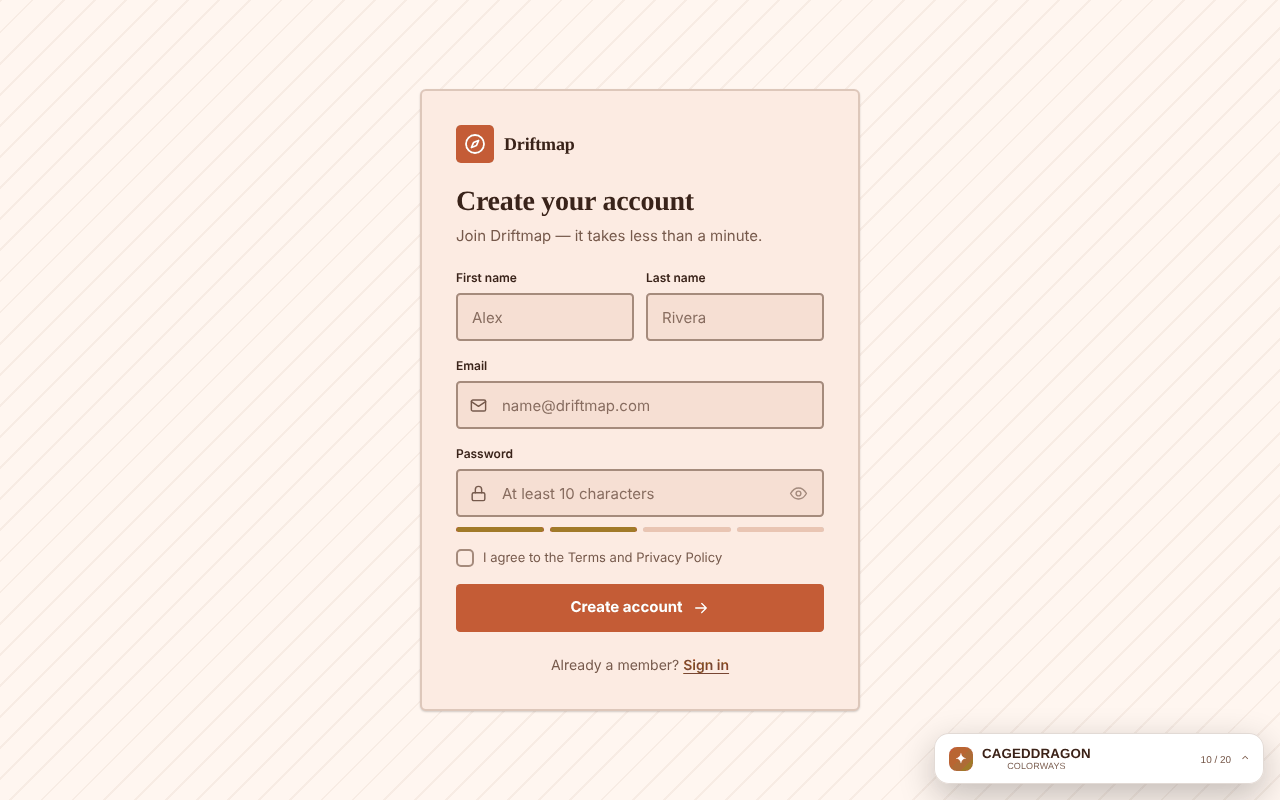 Driftmap
Create your account
Join Driftmap — it takes less than a minute.
First name
Last name
Alex
Rivera
Email
name@driftmap.com
Password
At least 10 characters
I agree to the Terms and Privacy Policy
Create account →
Already a member? Sign in
CAGEDDRAGON
COLORWAYS
10 / 20